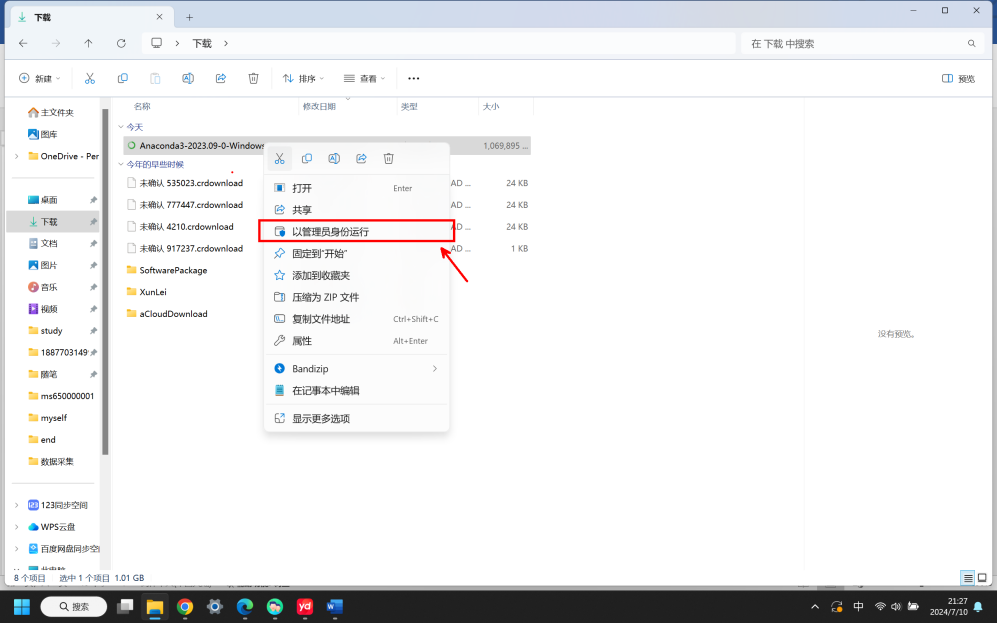 下载
下载
在 下载 中搜索
新建
排序
查看
预览
名称
修改日期
类型
大小
主文件夹
图库
OneDrive - Per
桌面
下载
文档
图片
音乐
视频
study
1887703149
随笔
ms650000001
myself
end
数据采集
123同步空间
WPS云盘
百度网盘同步空间
今天
Anaconda3-2023.09-0-Windows
1,069,895 ...
今年的早些时候
未确认 535023.crdownload
AD ...
24 KB
未确认 777447.crdownload
AD ...
24 KB
未确认 4210.crdownload
AD ...
24 KB
未确认 917237.crdownload
AD ...
1 KB
SoftwarePackage
XunLei
aCloudDownload
打开
Enter
共享
以管理员身份运行
固定到"开始"
添加到收藏夹
压缩为 ZIP 文件
复制文件地址
Ctrl+Shift+C
属性
Alt+Enter
Bandizip
在记事本中编辑
显示更多选项
没有预览。
8 个项目
选中 1 个项目 1.01 GB
搜索
yd
中
21:27
2024/7/10